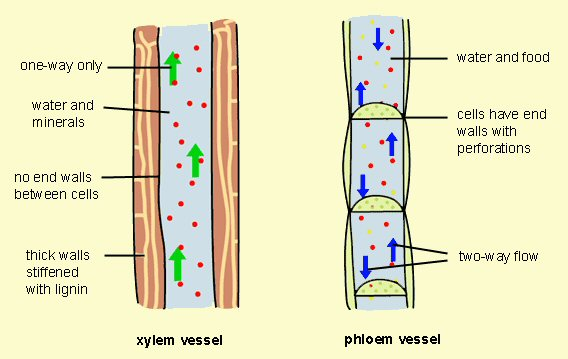 one-way only
water and
minerals
no end walls
between cells
thick walls
stiffened
with lignin
xylem vessel
water and food
cells have end
walls with
perforations
two-way flow
phloem vessel